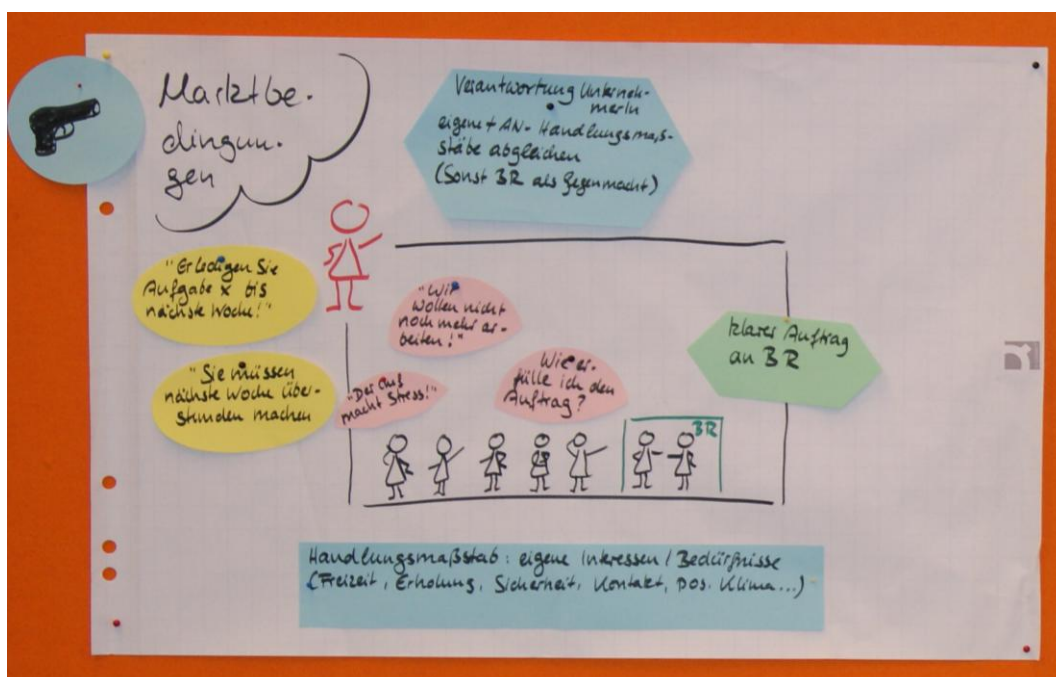 Marktbe-
dingun-
gen
Verantwortung Unterneh-
merIn
eigene + AN- Handlungsmaß-
stäbe abgleichen
(Sonst BR als Gegenmacht)
"Erledigen Sie
Aufgabe x bis
nächste Woche!"
"Sie müssen
nächste Woche Über-
stunden machen
"Wir
wollen nicht
noch mehr ar-
beiten!"
"Der Chef
macht Stress!"
Wie er-
fülle ich den
Auftrag?
klarer Auftrag
an BR
BR
Handlungsmaßstab: eigene Interessen / Bedürfnisse
(Freizeit, Erholung, Sicherheit, Kontakt, pos. Klima...)